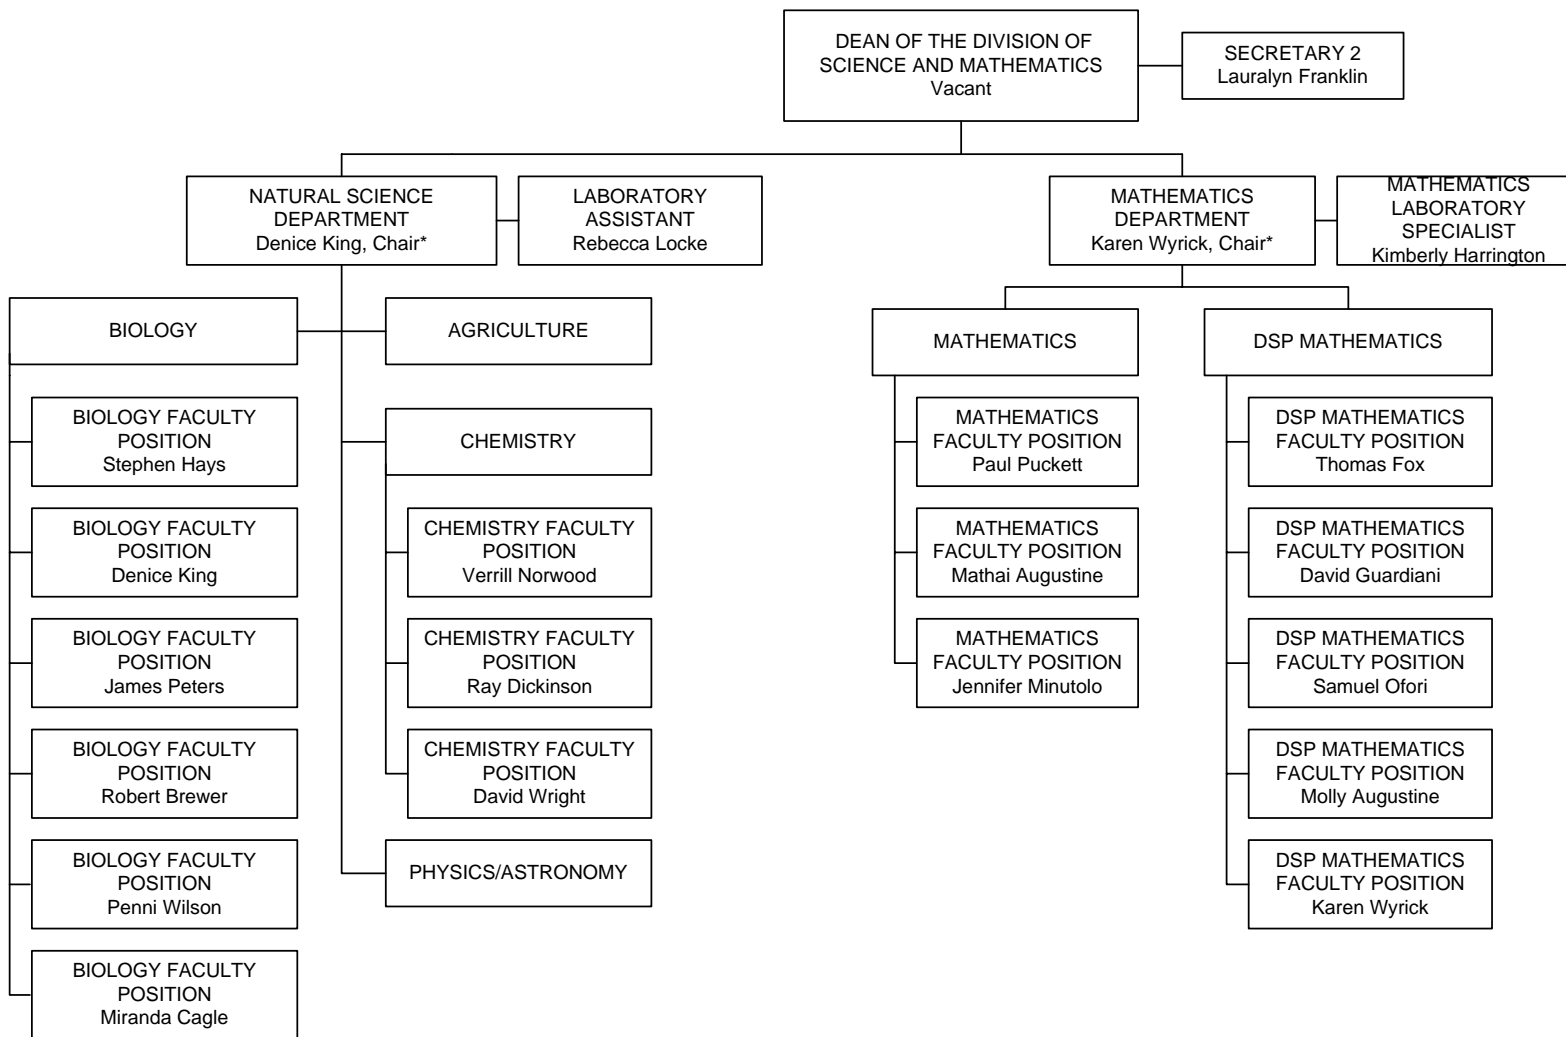 DEAN OF THE DIVISION OF
SCIENCE AND MATHEMATICS
Vacant
SECRETARY 2
Lauralyn Franklin
NATURAL SCIENCE
DEPARTMENT
Denice King, Chair*
LABORATORY
ASSISTANT
Rebecca Locke
MATHEMATICS
DEPARTMENT
Karen Wyrick, Chair*
MATHEMATICS
LABORATORY
SPECIALIST
Kimberly Harrington
BIOLOGY
BIOLOGY FACULTY
POSITION
Stephen Hays
BIOLOGY FACULTY
POSITION
Denice King
BIOLOGY FACULTY
POSITION
James Peters
BIOLOGY FACULTY
POSITION
Robert Brewer
BIOLOGY FACULTY
POSITION
Penni Wilson
BIOLOGY FACULTY
POSITION
Miranda Cagle
AGRICULTURE
CHEMISTRY
CHEMISTRY FACULTY
POSITION
Verrill Norwood
CHEMISTRY FACULTY
POSITION
Ray Dickinson
CHEMISTRY FACULTY
POSITION
David Wright
PHYSICS/ASTRONOMY
MATHEMATICS
MATHEMATICS
FACULTY POSITION
Paul Puckett
MATHEMATICS
FACULTY POSITION
Mathai Augustine
MATHEMATICS
FACULTY POSITION
Jennifer Minutolo
DSP MATHEMATICS
DSP MATHEMATICS
FACULTY POSITION
Thomas Fox
DSP MATHEMATICS
FACULTY POSITION
David Guardiani
DSP MATHEMATICS
FACULTY POSITION
Samuel Ofori
DSP MATHEMATICS
FACULTY POSITION
Molly Augustine
DSP MATHEMATICS
FACULTY POSITION
Karen Wyrick